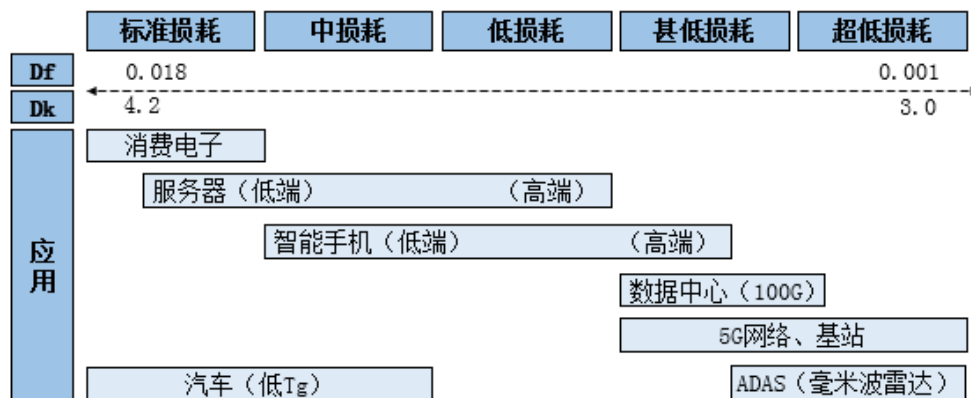 标准损耗 中损耗 低损耗 甚低损耗 超低损耗
Df 0.018 0.001
Dk 4.2 3.0
应用
消费电子
服务器（低端） （高端）
智能手机（低端） （高端）
数据中心（100G）
5G网络、基站
汽车（低Tg） ADAS（毫米波雷达）